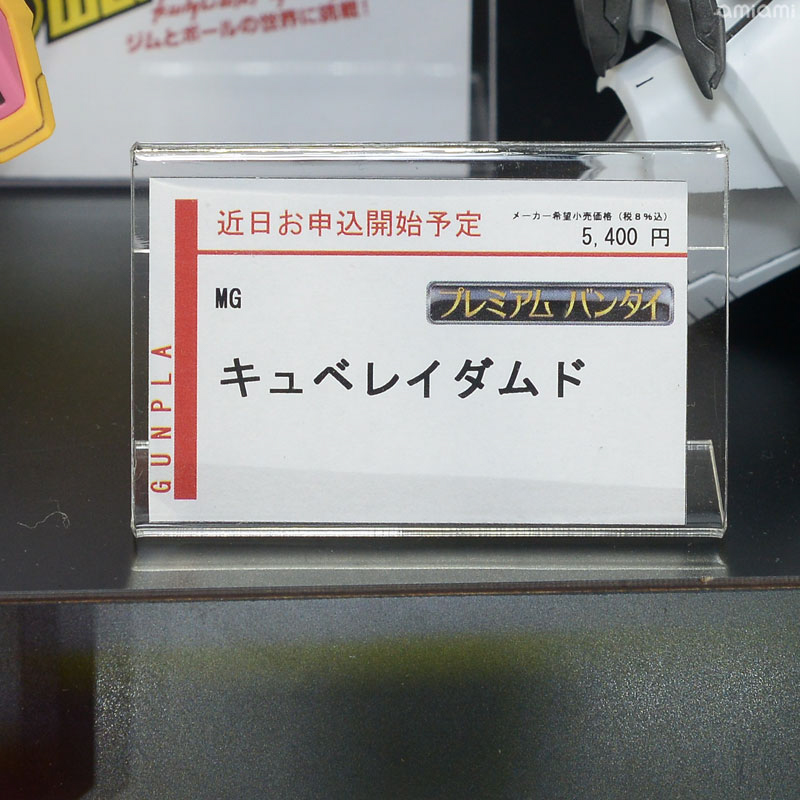 ジムとボールの世界に挑戦!
amiami
近日お申込開始予定
メーカー希望小売価格(税8%込)
5,400 円
MG
プレミアム バンダイ
キュベレイダムド
GUNPLA